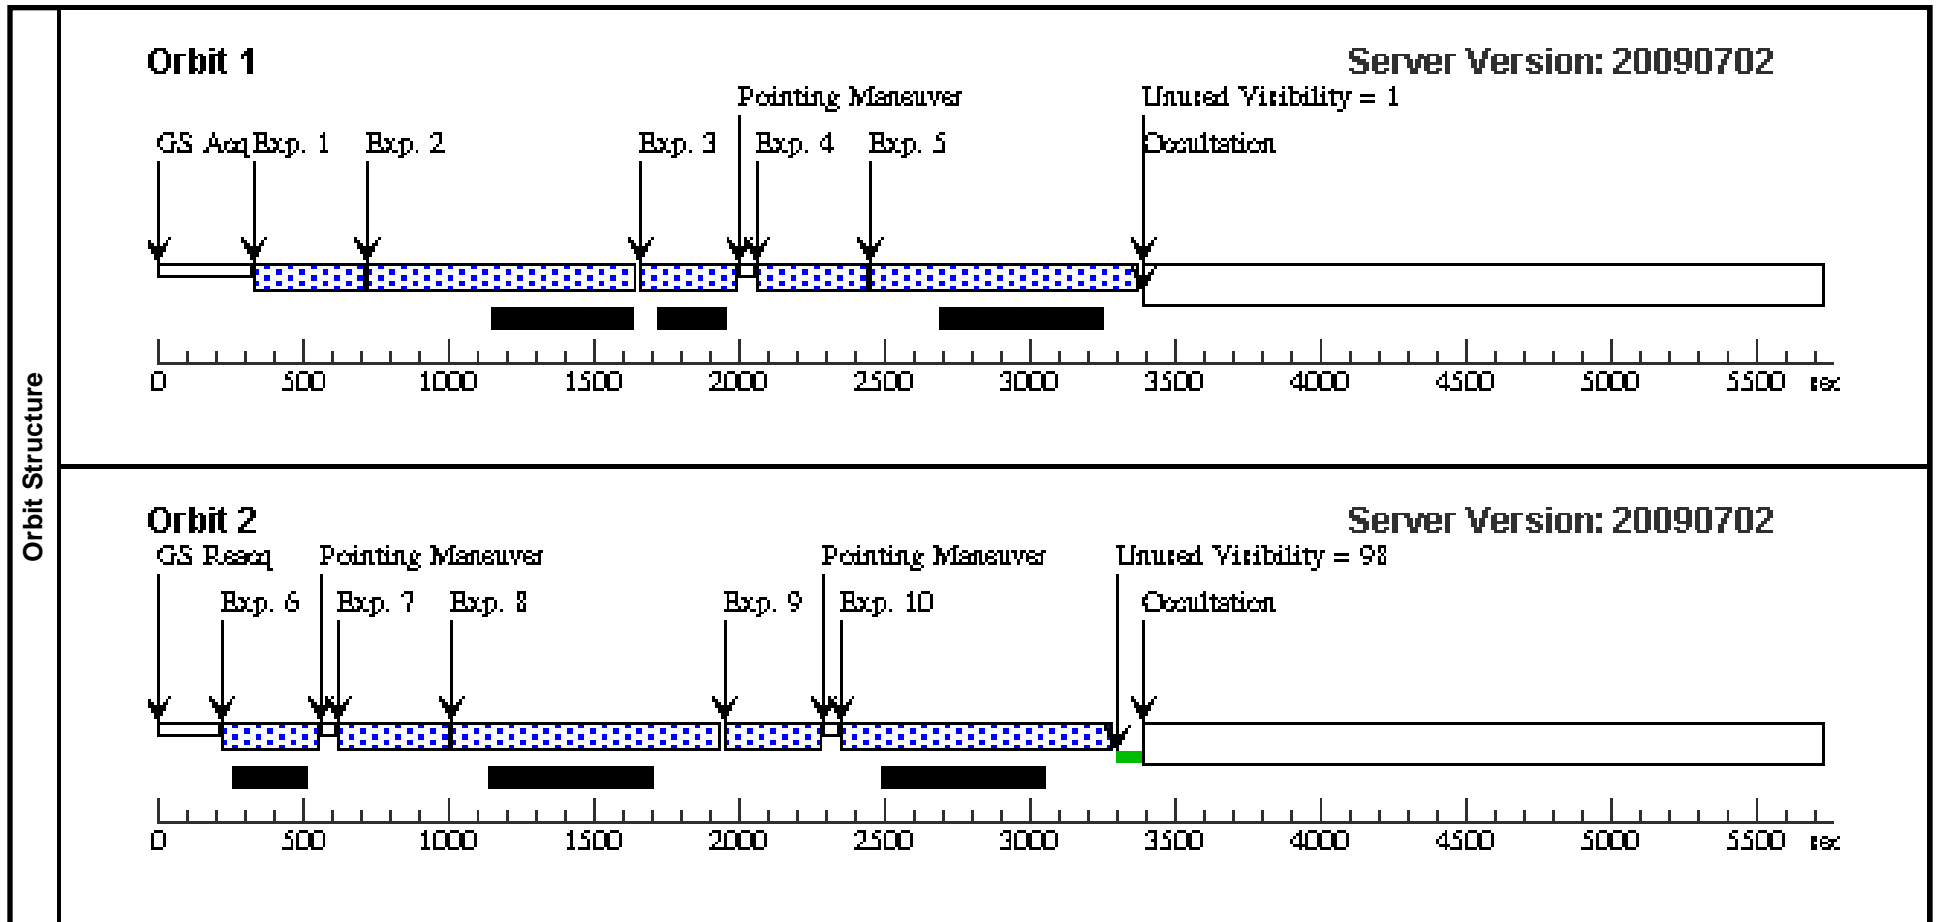 Orbit Structure
Orbit 1 Server Version: 20090702
Pointing Maneuver Unused Visibility = 1
GS Acq Exp. 1 Exp. 2 Exp. 3 Exp. 4 Exp. 5 Occultation
0 500 1000 1500 2000 2500 3000 3500 4000 4500 5000 5500 sec
Orbit 2 Server Version: 20090702
GS Reacq Pointing Maneuver Pointing Maneuver Unused Visibility = 98
Exp. 6 Exp. 7 Exp. 8 Exp. 9 Exp. 10 Occultation
0 500 1000 1500 2000 2500 3000 3500 4000 4500 5000 5500 sec